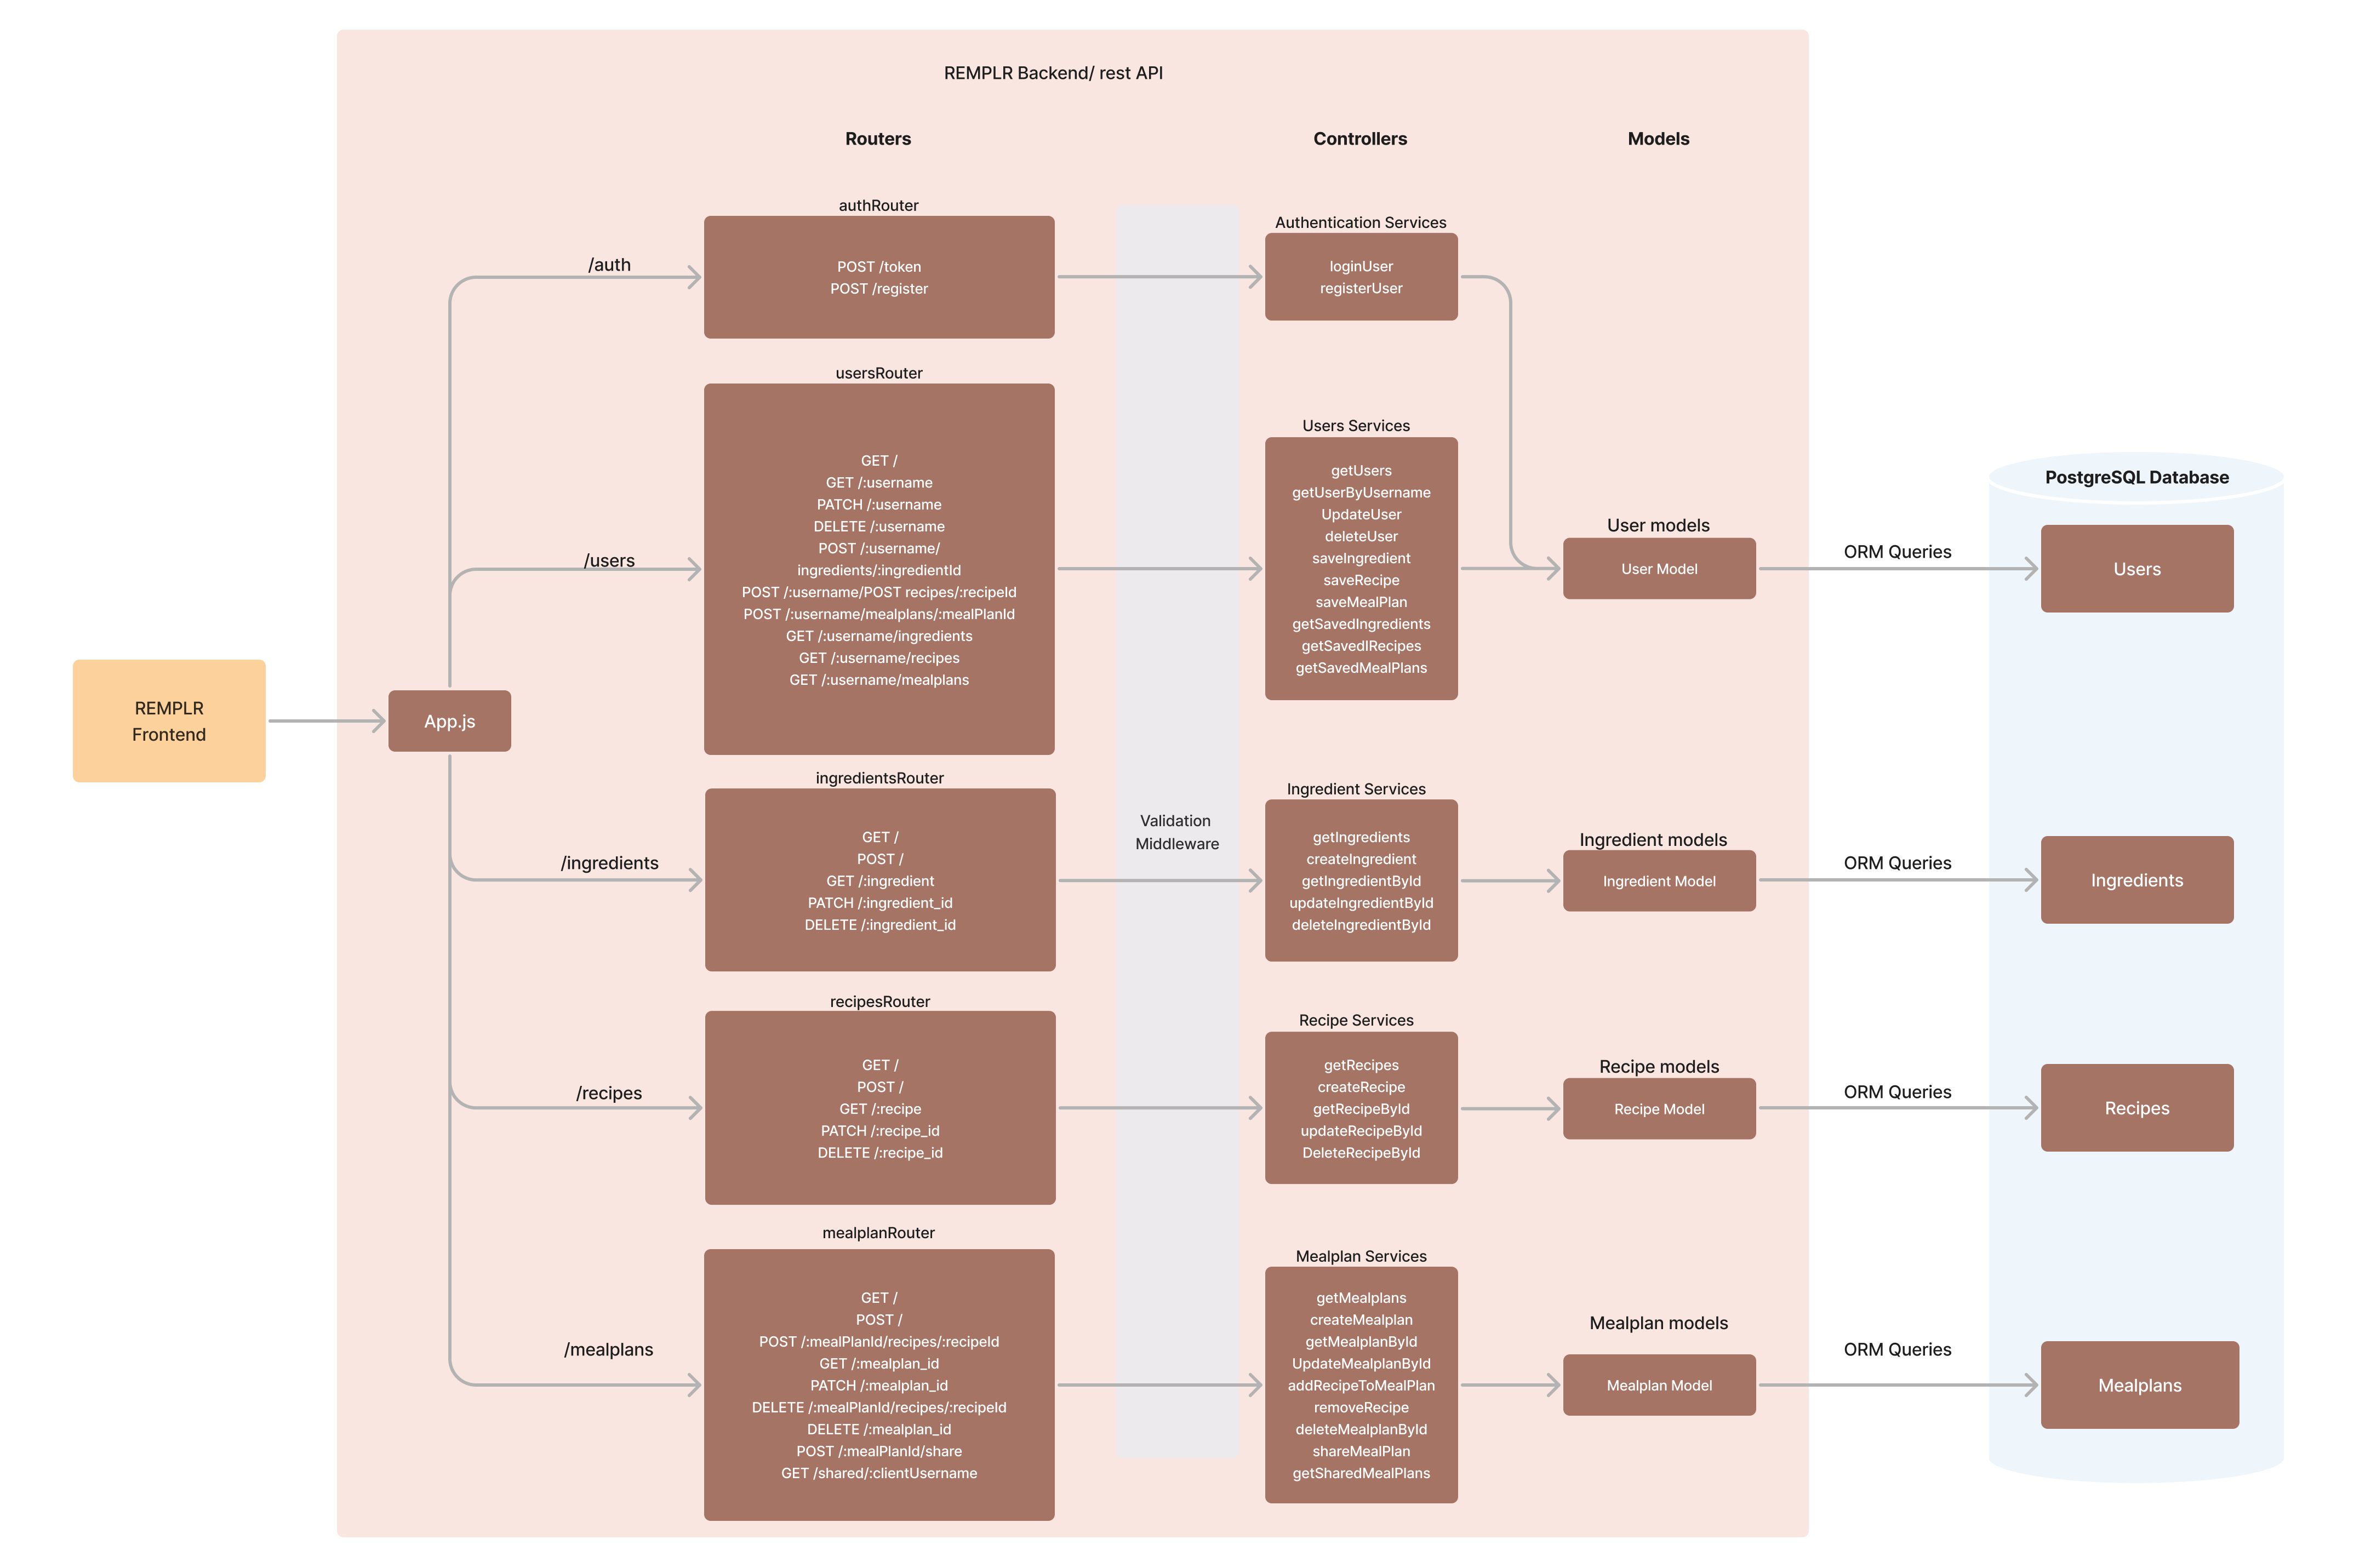 REMPLR Backend/ rest API
Routers
Controllers
Models
REMPLR
Frontend
App.js
/auth
authRouter
POST /token
POST /register
Authentication Services
loginUser
registerUser
/users
usersRouter
GET /
GET /:username
PATCH /:username
DELETE /:username
POST /:username/
ingredients/:ingredientId
POST /:username/POST recipes/:recipeId
POST /:username/mealplans/:mealPlanId
GET /:username/ingredients
GET /:username/recipes
GET /:username/mealplans
Users Services
getUsers
getUserByUsername
UpdateUser
deleteUser
saveIngredient
saveRecipe
saveMealPlan
getSavedIngredients
getSavedIRecipes
getSavedMealPlans
User models
User Model
ORM Queries
PostgreSQL Database
Users
/ingredients
ingredientsRouter
GET /
POST /
GET /:ingredient
PATCH /:ingredient_id
DELETE /:ingredient_id
Validation
Middleware
Ingredient Services
getIngredients
createIngredient
getIngredientById
updateIngredientById
deleteIngredientById
Ingredient models
Ingredient Model
ORM Queries
Ingredients
/recipes
recipesRouter
GET /
POST /
GET /:recipe
PATCH /:recipe_id
DELETE /:recipe_id
Recipe Services
getRecipes
createRecipe
getRecipeById
updateRecipeById
DeleteRecipeById
Recipe models
Recipe Model
ORM Queries
Recipes
/mealplans
mealplanRouter
GET /
POST /
POST /:mealPlanId/recipes/:recipeId
GET /:mealplan_id
PATCH /:mealplan_id
DELETE /:mealPlanId/recipes/:recipeId
DELETE /:mealplan_id
POST /:mealPlanId/share
GET /shared/:clientUsername
Mealplan Services
getMealplans
createMealplan
getMealplanById
UpdateMealplanById
addRecipeToMealPlan
removeRecipe
deleteMealplanById
shareMealPlan
getSharedMealPlans
Mealplan models
Mealplan Model
ORM Queries
Mealplans